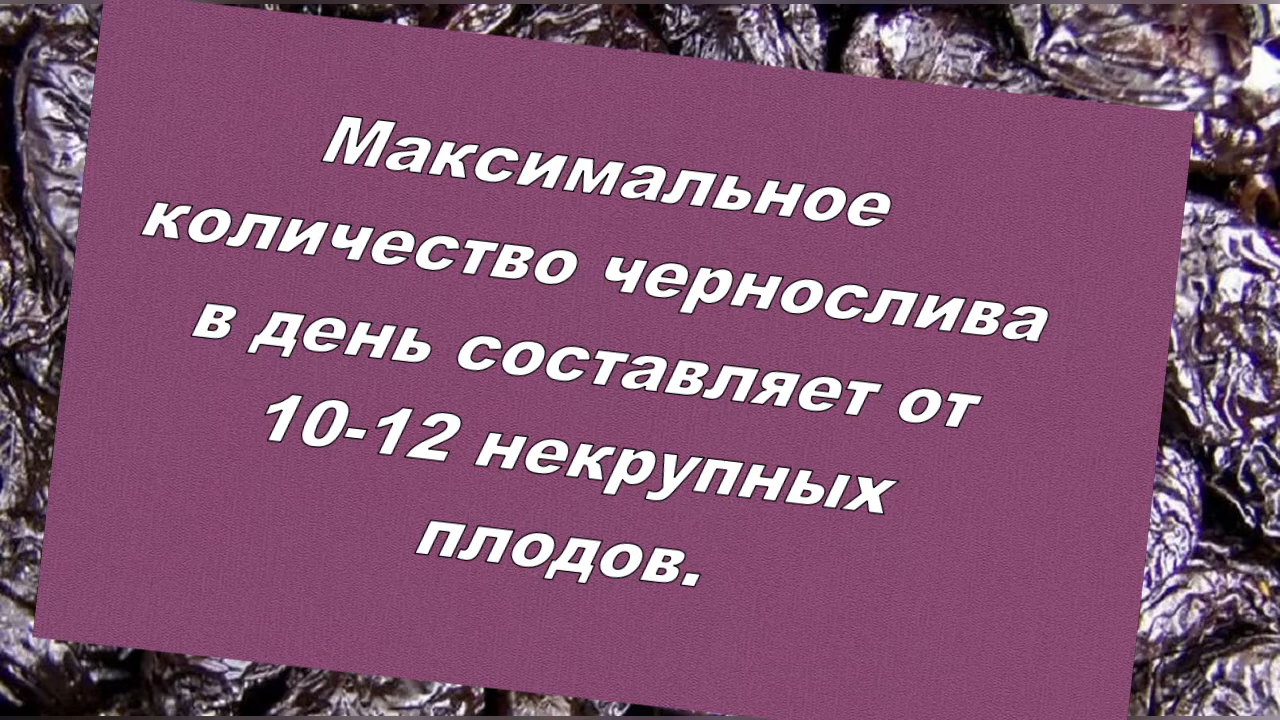 Максимальное
количество чернослива
в день составляет от
10-12 некрупных
плодов.